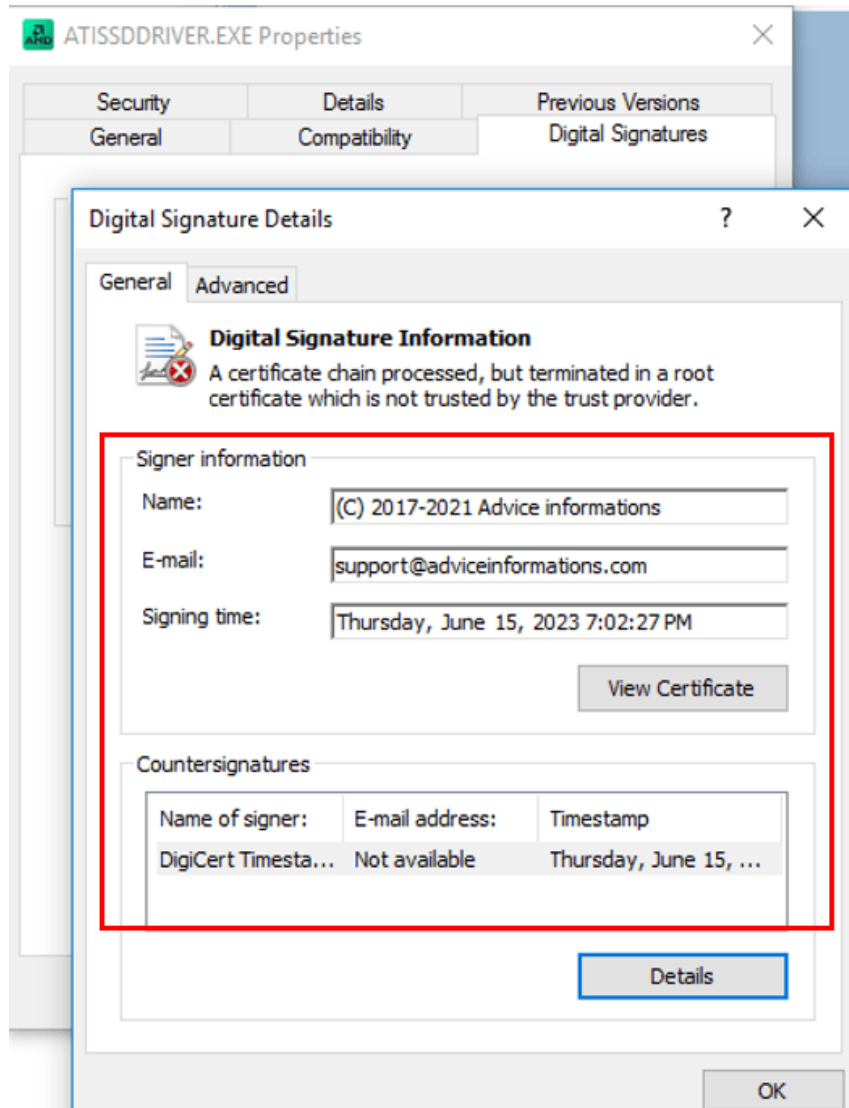 AMD
ATISSDDRIVER.EXE Properties
Security Details Previous Versions
General Compatibility Digital Signatures
Digital Signature Details
?
General Advanced
Digital Signature Information
A certificate chain processed, but terminated in a root
certificate which is not trusted by the trust provider.
Signer information
Name: (C) 2017-2021 Advice informations
E-mail: support@adviceinformations.com
Signing time: Thursday, June 15, 2023 7:02:27 PM
View Certificate
Countersignatures
Name of signer: E-mail address: Timestamp
DigiCert Timesta... Not available Thursday, June 15, ...
Details
OK